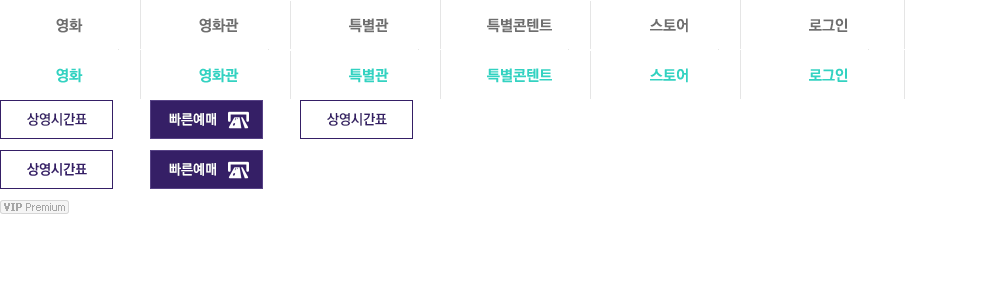 영화 영화관 특별관 특별콘텐트 스토어 로그인
영화 영화관 특별관 특별콘텐트 스토어 로그인
상영시간표 빠른예매 상영시간표
상영시간표 빠른예매
VIP Premium